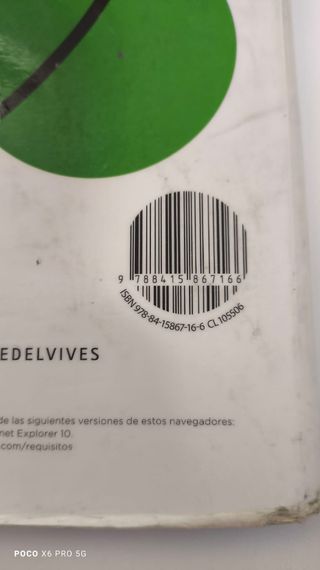 9 788415 867166
ISBN 978-84-15867-16-6 CL 105506
EDELVIVES
de las siguientes versiones de estos navegadores:
net Explorer 10.
com/requisitos
POCO X6 PRO 5G